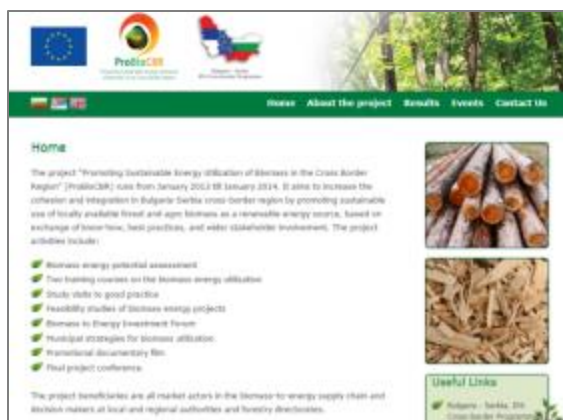 ProBioCBR
Home About the project Results Events Contact Us
Home
The project "Promoting Sustainable Energy Utilization of Biomass in the Cross Border
Region" (ProBioCBR) runs from January 2013 till January 2014. It aims to increase the
cohesion and integration in Bulgaria-Serbia cross-border region by promoting sustainable
use of locally available forest and agro biomass as a renewable energy source, based on
exchange of know-how, best practices, and wider stakeholder involvement. The project
activities include:
Biomass energy potential assessment
Two training courses on the biomass energy utilization
Study visits to good practice
Feasibility studies of biomass energy projects
Biomass to Energy Investment Forum
Municipal strategies for biomass utilization
Promotional documentary film
Final project conference
The project beneficiaries are all market actors in the biomass-to-energy supply chain and
decision makers at local and regional authorities and forestry directorates.
Useful Links
Bulgaria - Serbia, IPA
Cross-border Programme